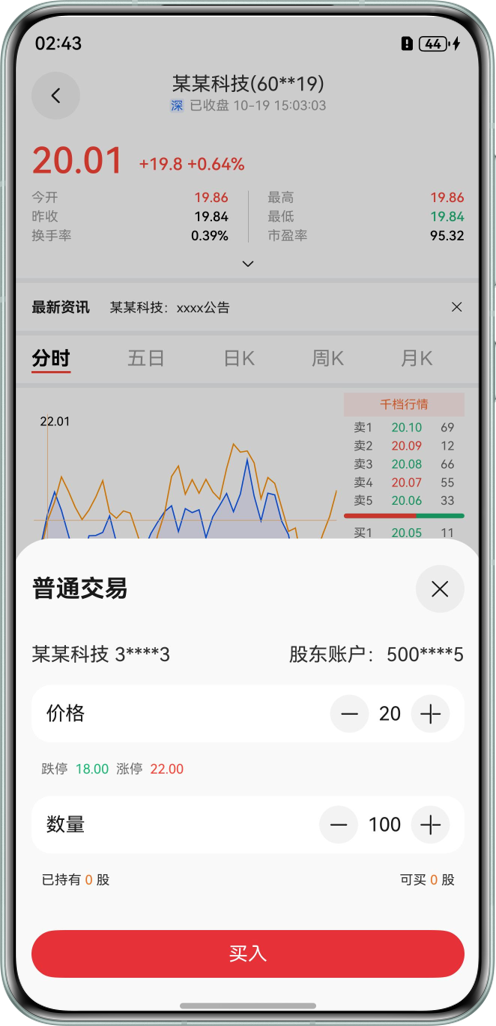 02:43
44
某某科技(60**19)
深 已收盘 10-19 15:03:03
20.01 +19.8 +0.64%
今开 19.86 最高 19.86
昨收 19.84 最低 19.84
换手率 0.39% 市盈率 95.32
最新资讯 某某科技：xxxx公告
分时 五日 日K 周K 月K
千档行情
22.01
卖1 20.10 69
卖2 20.09 12
卖3 20.08 66
卖4 20.07 55
卖5 20.06 33
买1 20.05 11
普通交易
某某科技 3****3 股东账户：500****5
价格 20
跌停 18.00 涨停 22.00
数量 100
已持有 0 股 可买 0 股
买入